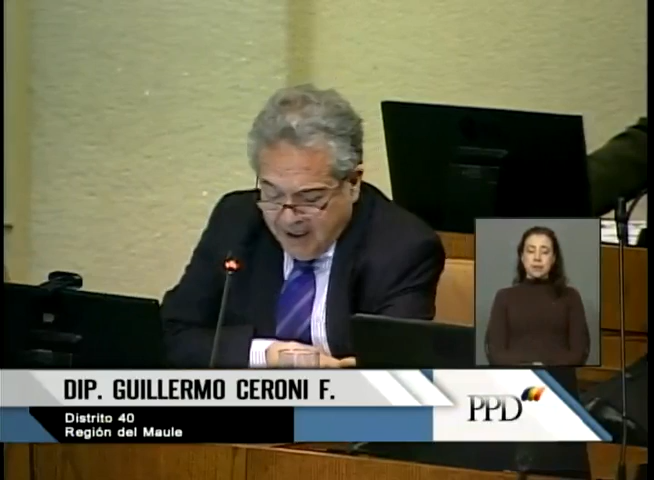 DIP. GUILLERMO CERONI F.
Distrito 40
Región del Maule
PPD